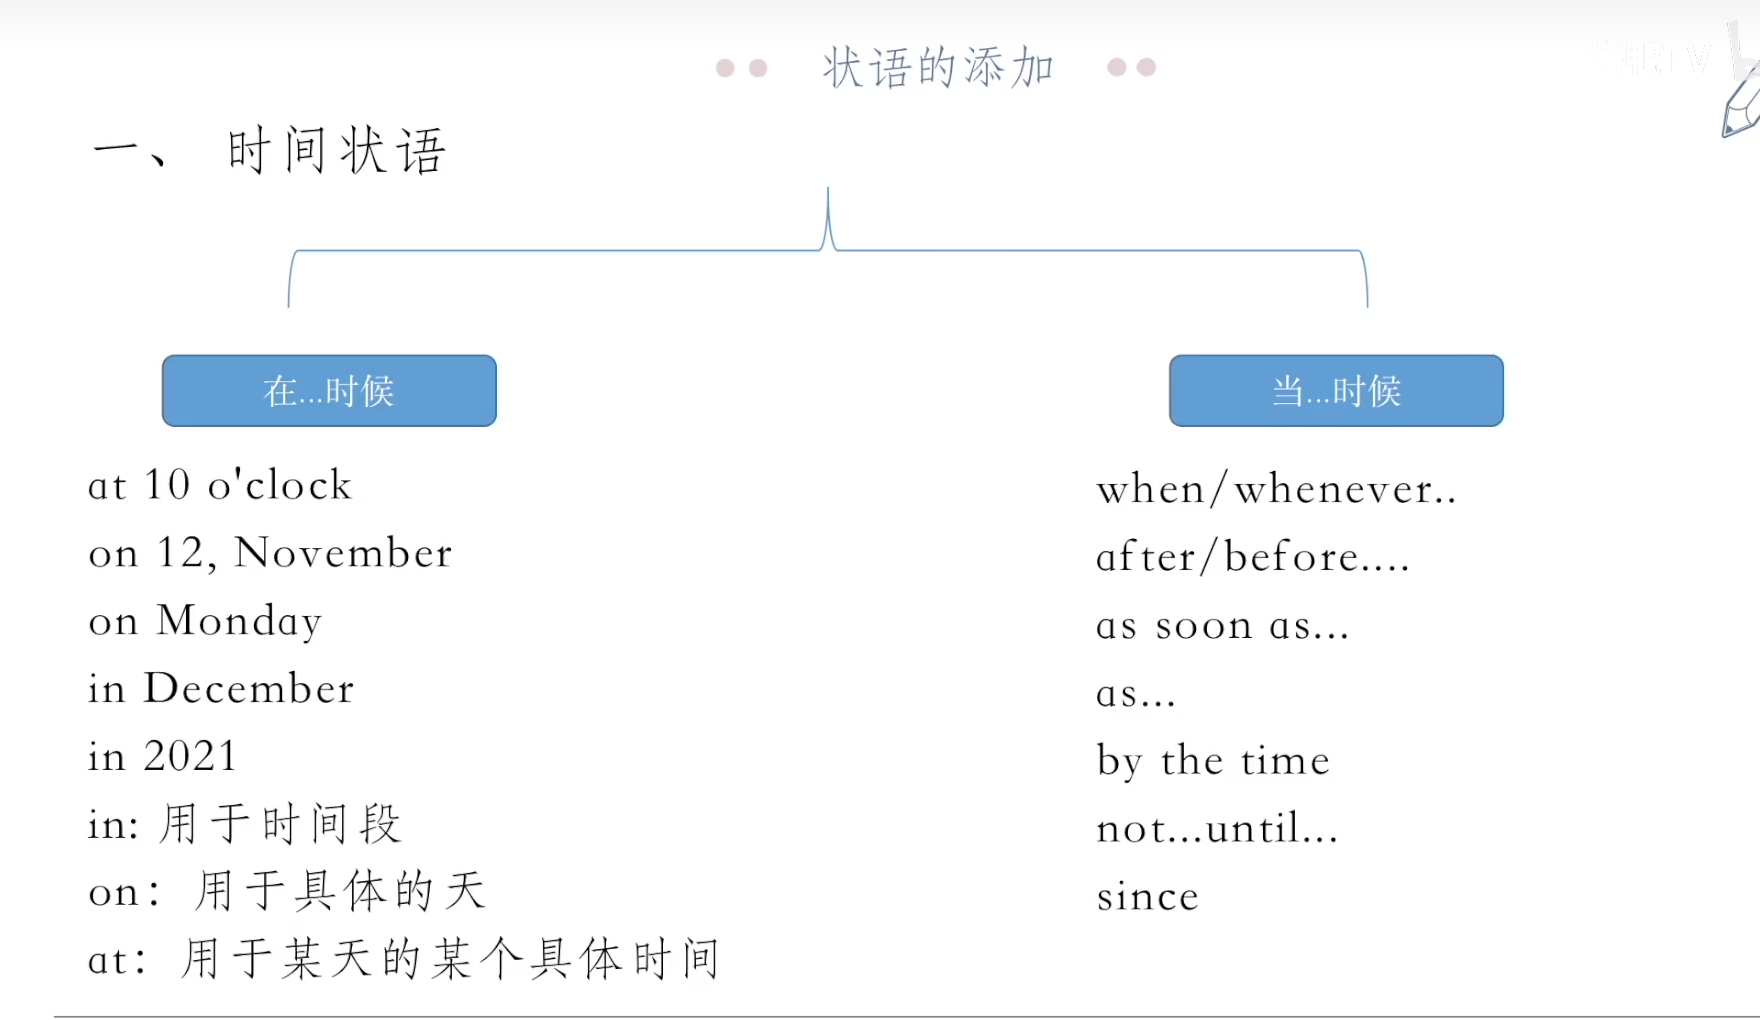 状语的添加
一、 时间状语
在...时候
at 10 o'clock
on 12, November
on Monday
in December
in 2021
in: 用于时间段
on：用于具体的天
at：用于某天的某个具体时间
当...时候
when/whenever..
after/before....
as soon as...
as...
by the time
not...until...
since